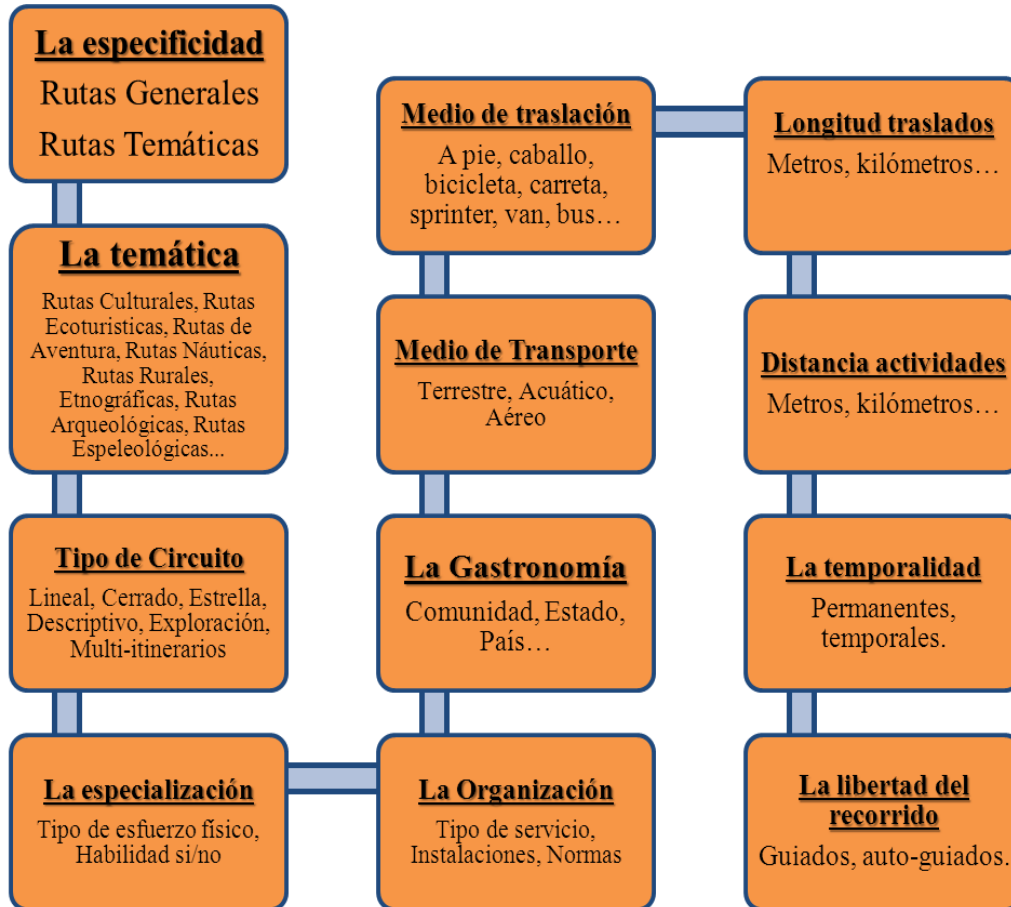 La especificidad
Rutas Generales
Rutas Temáticas
La temática
Rutas Culturales, Rutas
Ecoturisticas, Rutas de
Aventura, Rutas Náuticas,
Rutas Rurales,
Etnográficas, Rutas
Arqueológicas, Rutas
Espeleológicas...
Tipo de Circuito
Lineal, Cerrado, Estrella,
Descriptivo, Exploración,
Multi-itinerarios
La especialización
Tipo de esfuerzo físico,
Habilidad si/no
La Organización
Tipo de servicio,
Instalaciones, Normas
La Gastronomía
Comunidad, Estado,
País…
Medio de Transporte
Terrestre, Acuático,
Aéreo
Medio de traslación
A pie, caballo,
bicicleta, carreta,
sprinter, van, bus…
Longitud traslados
Metros, kilómetros…
Distancia actividades
Metros, kilómetros…
La temporalidad
Permanentes,
temporales.
La libertad del
recorrido
Guiados, auto-guiados.